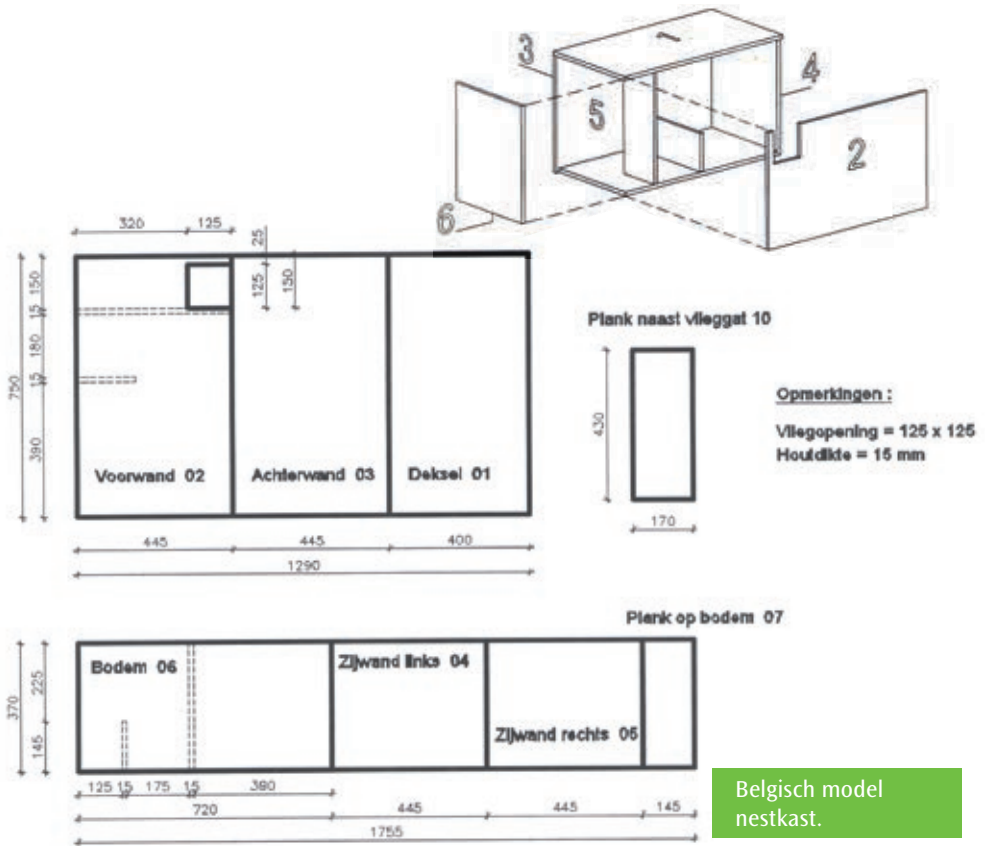 3
1
4
5
2
6
320
125
25
125
150
750
150
15
180
15
390
Voorwand 02
Achterwand 03
Deksel 01
445
445
400
1290
Plank naast vlieggat 10
430
170
Opmerkingen :
Vliegopening = 125 x 125
Houtdikte = 15 mm
Plank op bodem 07
370
225
145
Bodem 06
Zijwand links 04
Zijwand rechts 05
125 15 175 15 390
720
445
445
145
1755
Belgisch model
nestkast.